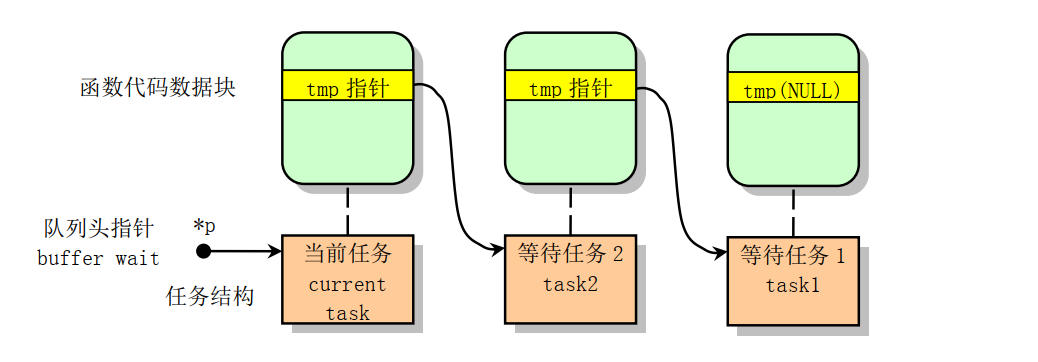 函数代码数据块
tmp 指针
tmp 指针
tmp(NULL)
队列头指针
buffer wait
*p
任务结构
当前任务
current
task
等待任务 2
task2
等待任务 1
task1